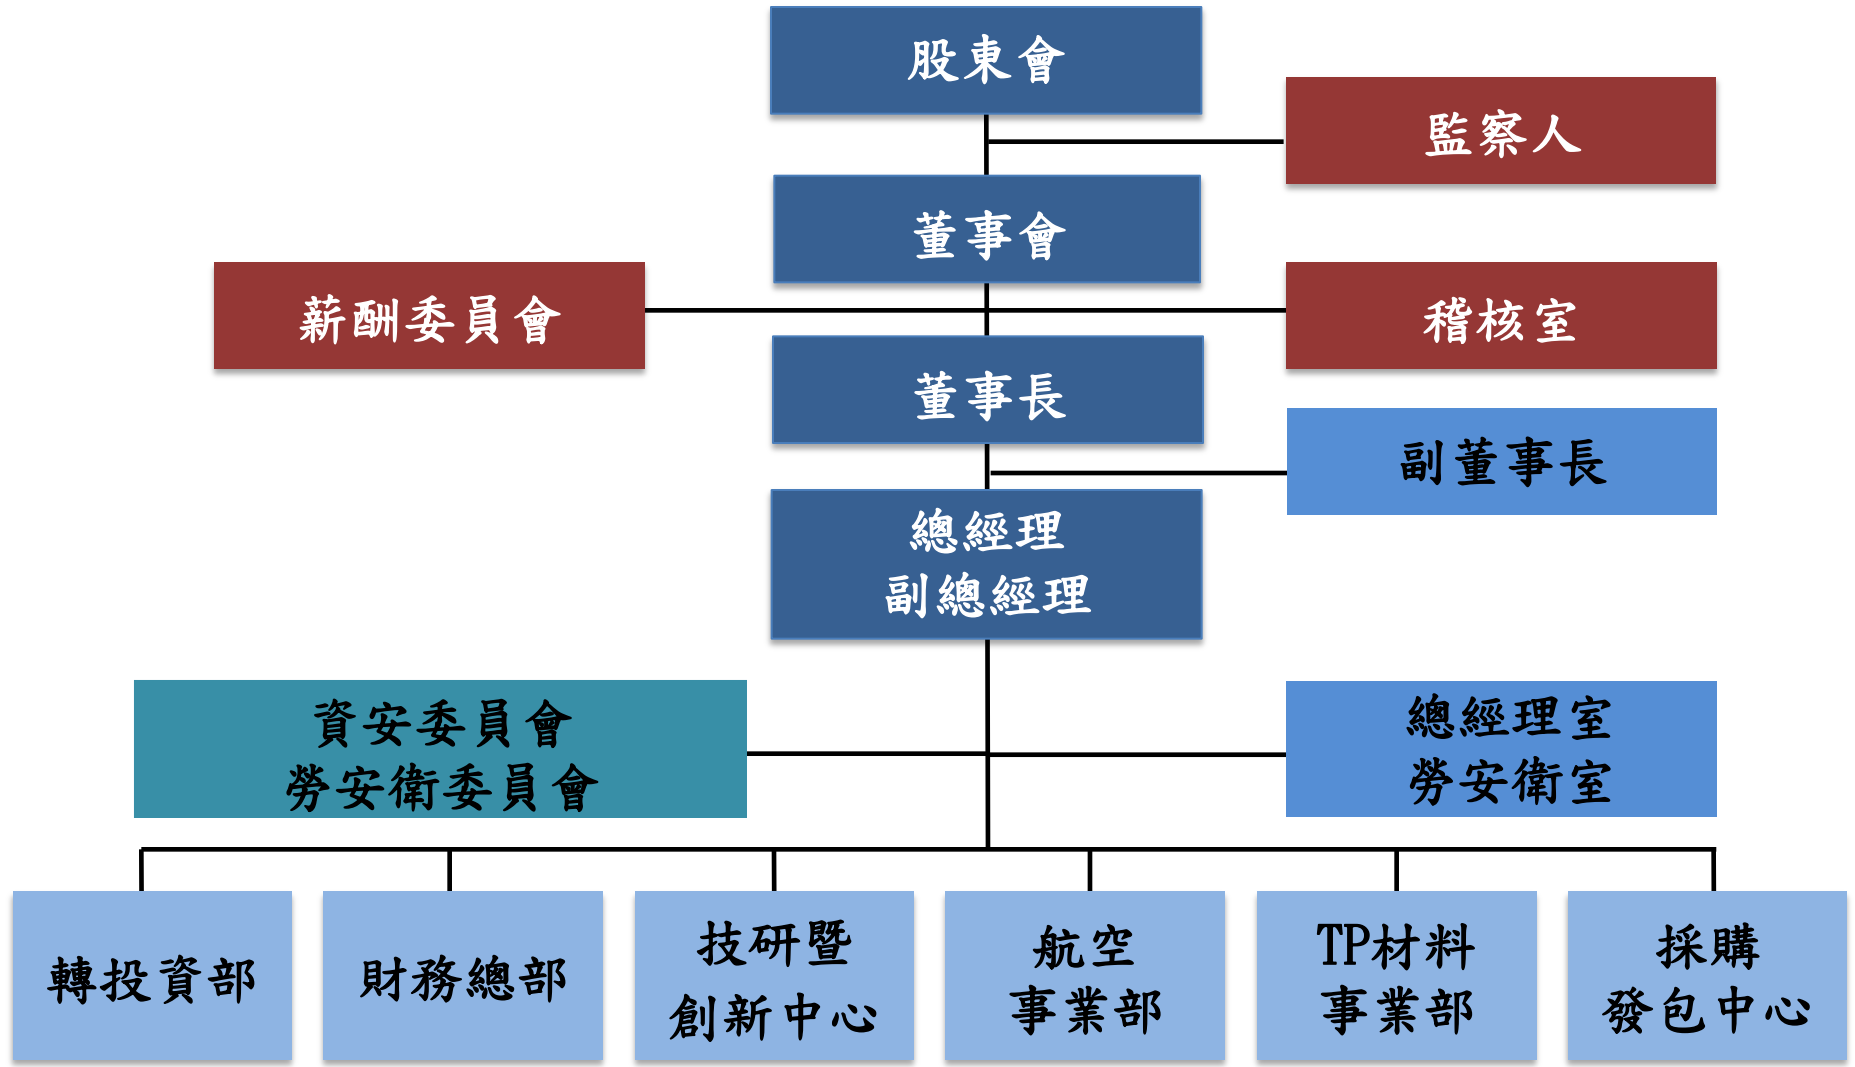 股東會
監察人
董事會
薪酬委員會
稽核室
董事長
副董事長
總經理
副總經理
資安委員會
勞安衛委員會
總經理室
勞安衛室
轉投資部
財務總部
技研暨
創新中心
航空
事業部
TP材料
事業部
採購
發包中心